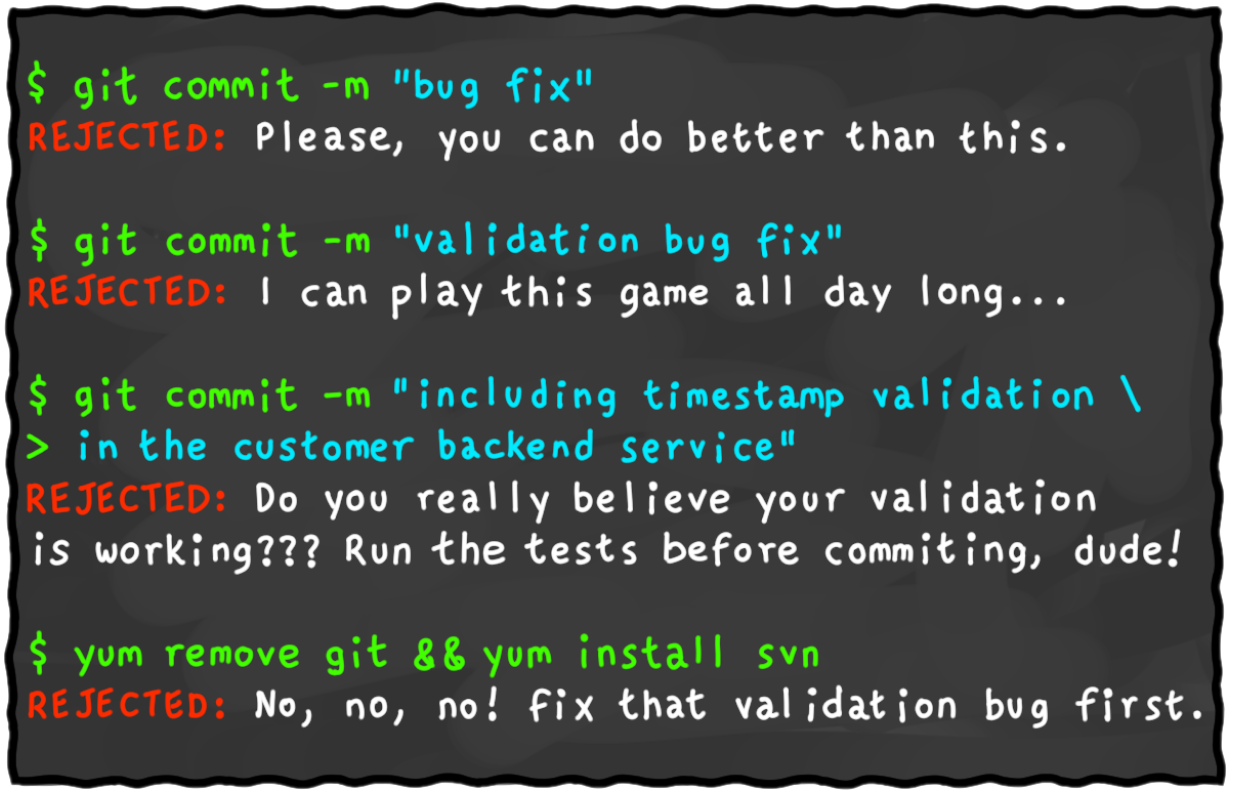 $ git commit -m "bug fix"
REJECTED: Please, you can do better than this.
$ git commit -m "validation bug fix"
REJECTED: I can play this game all day long...
$ git commit -m "including timestamp validation \
> in the customer backend service"
REJECTED: Do you really believe your validation
is working??? Run the tests before commiting, dude!
$ yum remove git && yum install svn
REJECTED: No, no, no! fix that validation bug first.